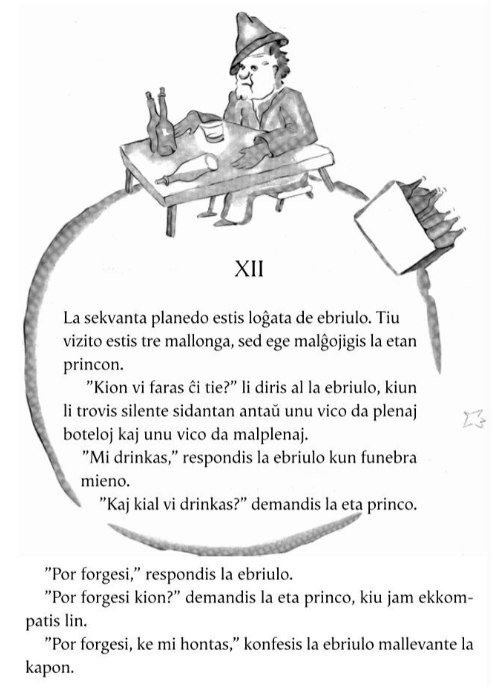 XII
La sekvanta planedo estis loĝata de ebriulo. Tiu
vizito estis tre mallonga, sed ege malĝojigis la etan
princon.
”Kion vi faras ĉi tie?” li diris al la ebriulo, kiun
li trovis silente sidantan antaŭ unu vico da plenaj
boteloj kaj unu vico da malplenaj.
”Mi drinkas,” respondis la ebriulo kun funebra
mieno.
”Kaj kial vi drinkas?” demandis la eta princo.
”Por forgesi,” respondis la ebriulo.
”Por forgesi kion?” demandis la eta princo, kiu jam ekkom-
patis lin.
”Por forgesi, ke mi hontas,” konfesis la ebriulo mallevante la
kapon.